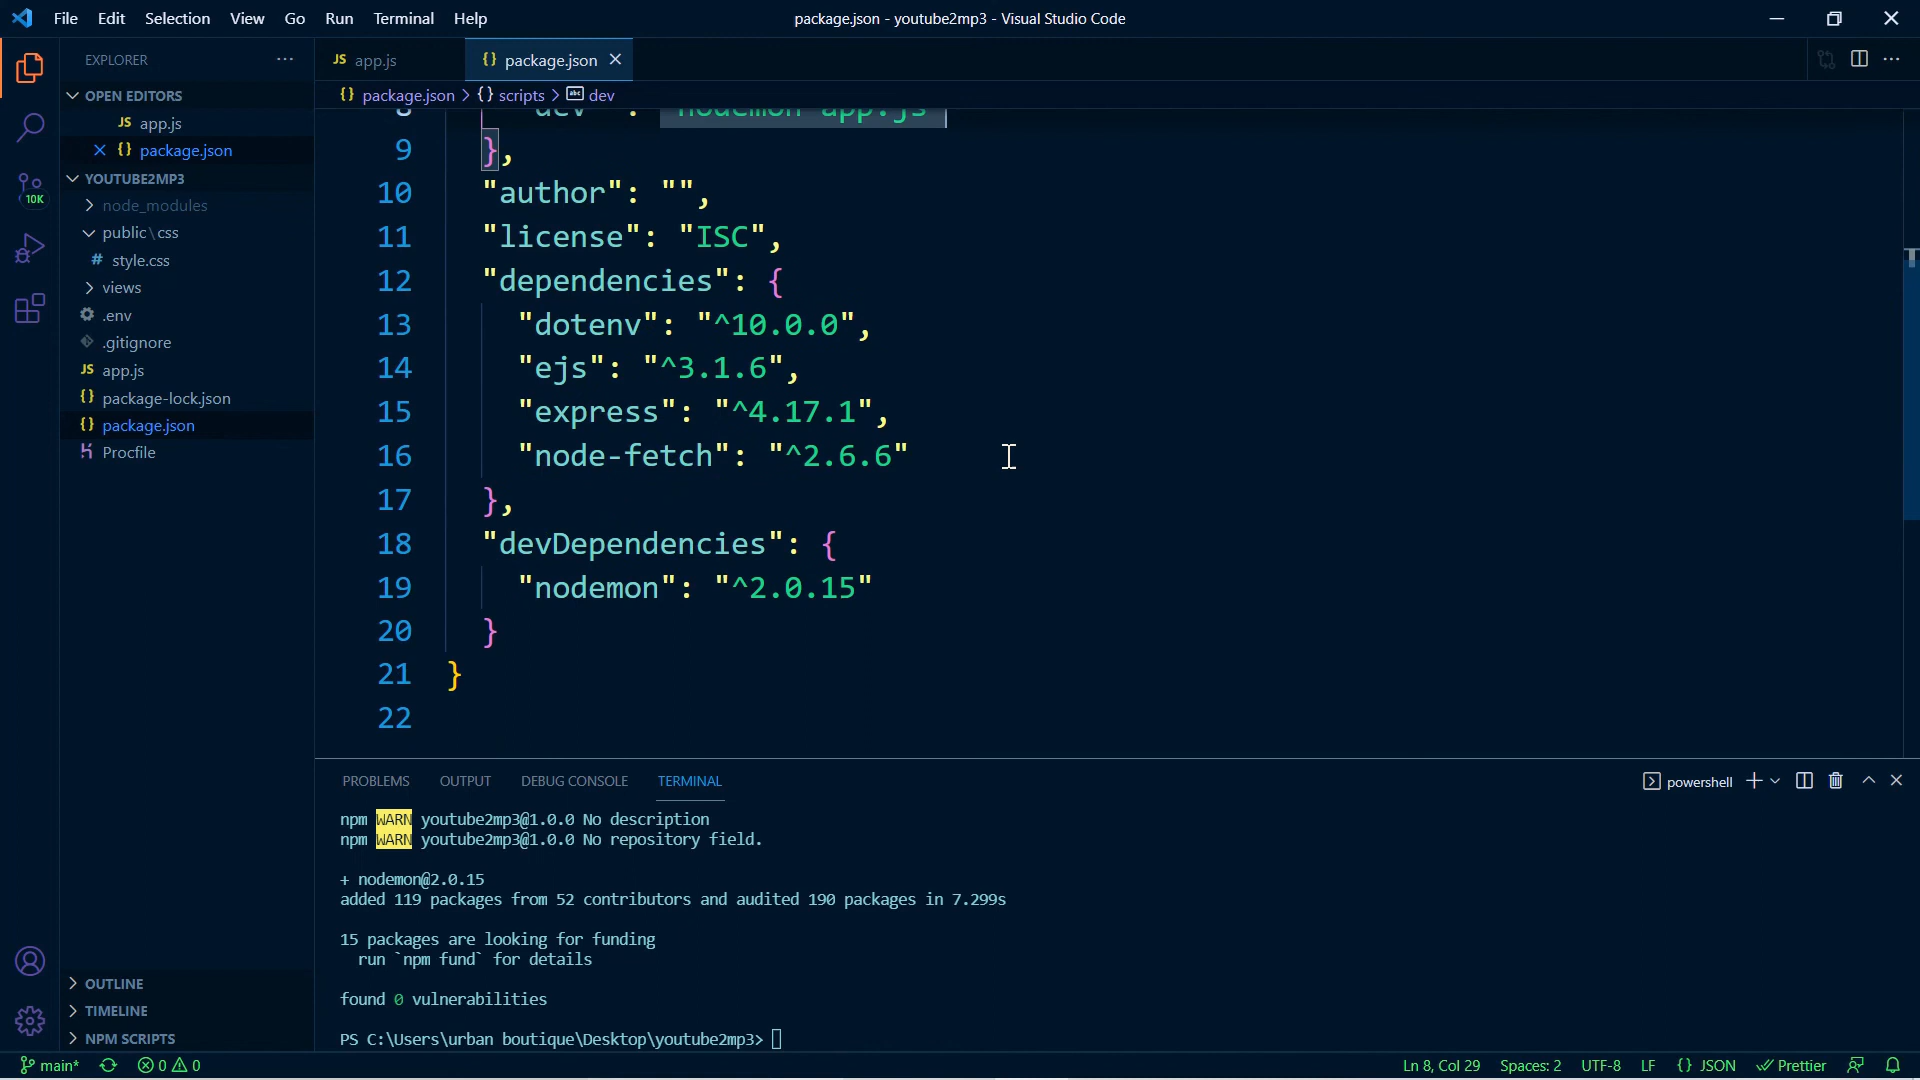 File Edit Selection View Go Run Terminal Help
package.json - youtube2mp3 - Visual Studio Code
EXPLORER
JS app.js
{} package.json
OPEN EDITORS
JS app.js
{} package.json
YOUTUBE2MP3
node_modules
public\css
# style.css
views
.env
.gitignore
JS app.js
{} package-lock.json
{} package.json
Procfile
10K
OUTLINE
TIMELINE
NPM SCRIPTS
{} package.json > {} scripts > abc dev
8 "dev": "nodemon app.js"
9 },
10 "author": "",
11 "license": "ISC",
12 "dependencies": {
13 "dotenv": "^10.0.0",
14 "ejs": "^3.1.6",
15 "express": "^4.17.1",
16 "node-fetch": "^2.6.6"
17 },
18 "devDependencies": {
19 "nodemon": "^2.0.15"
20 }
21 }
22
PROBLEMS OUTPUT DEBUG CONSOLE TERMINAL
powershell
npm WARN youtube2mp3@1.0.0 No description
npm WARN youtube2mp3@1.0.0 No repository field.
+ nodemon@2.0.15
added 119 packages from 52 contributors and audited 190 packages in 7.299s
15 packages are looking for funding
run `npm fund` for details
found 0 vulnerabilities
PS C:\Users\urban boutique\Desktop\youtube2mp3>
main* 0 0
Ln 8, Col 29 Spaces: 2 UTF-8 LF {} JSON Prettier